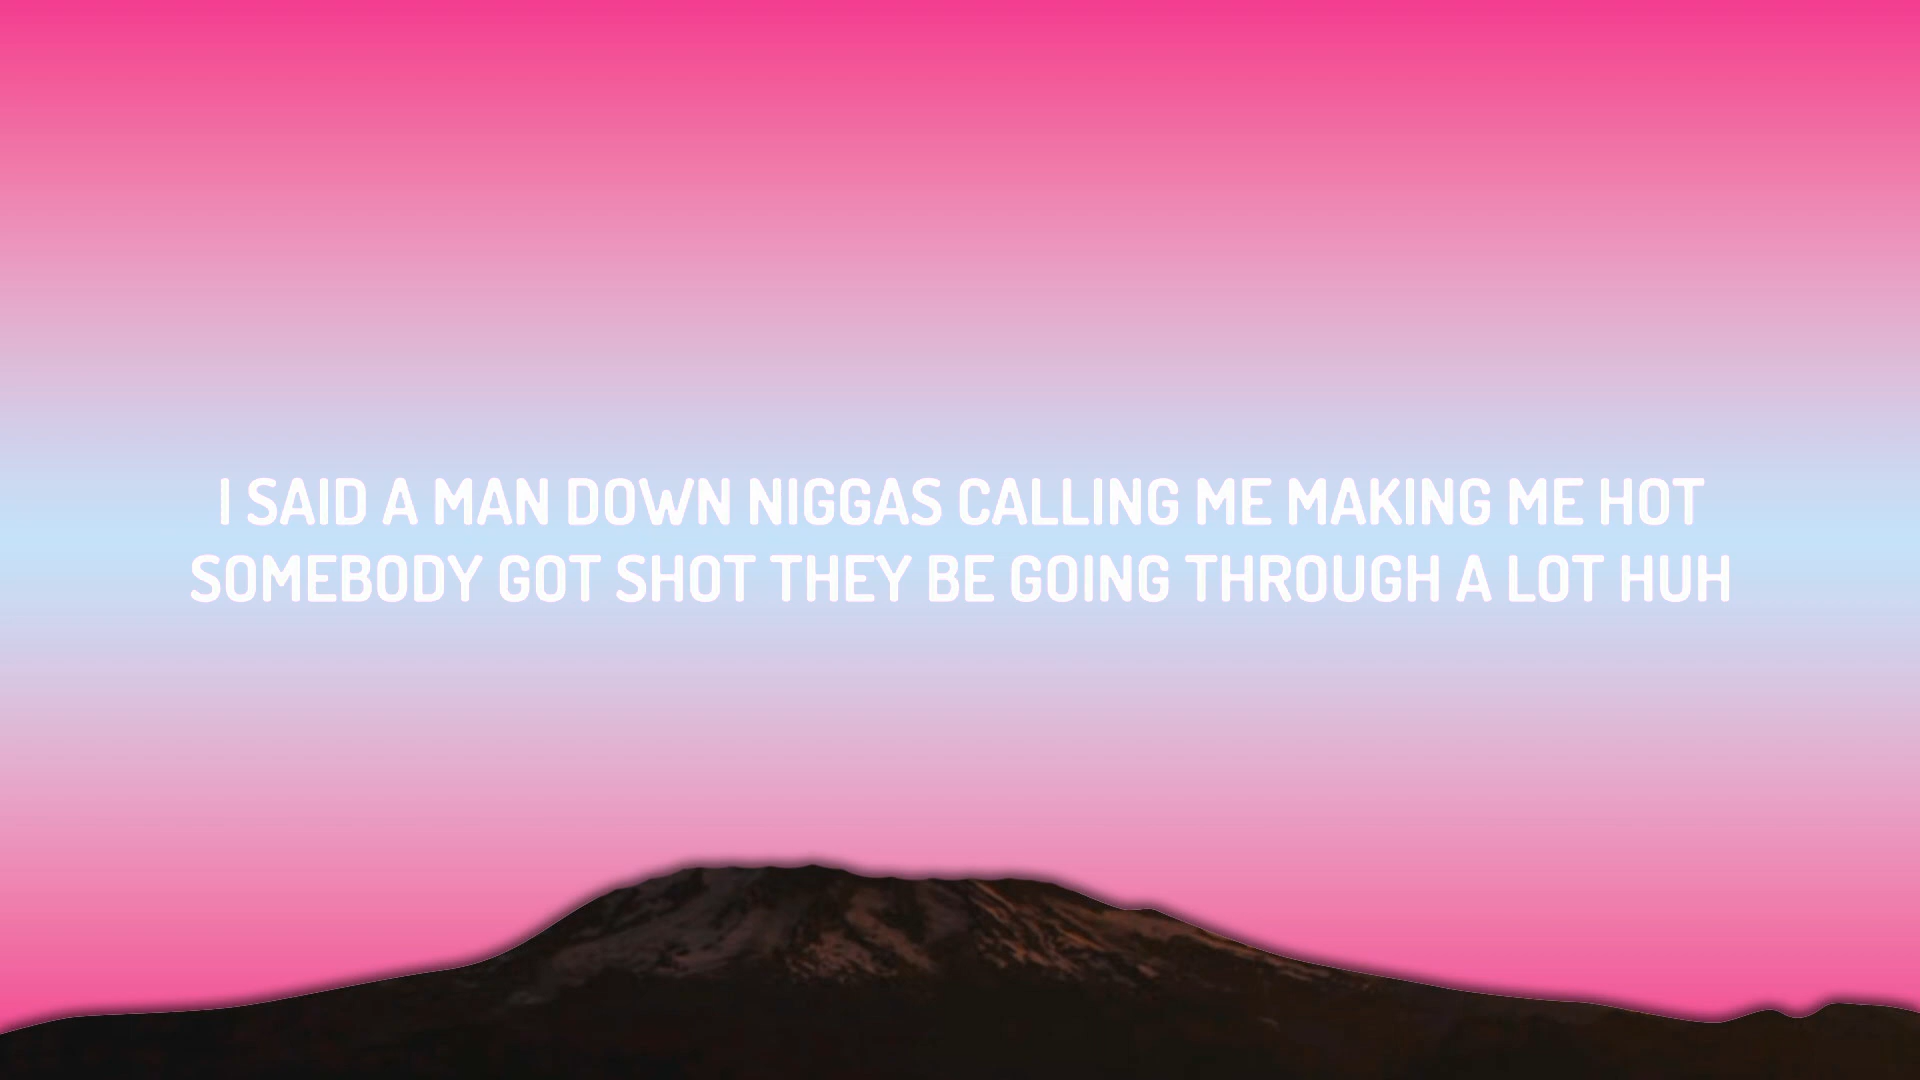 I SAID A MAN DOWN NIGGAS CALLING ME MAKING ME HOT
SOMEBODY GOT SHOT THEY BE GOING THROUGH A LOT HUH